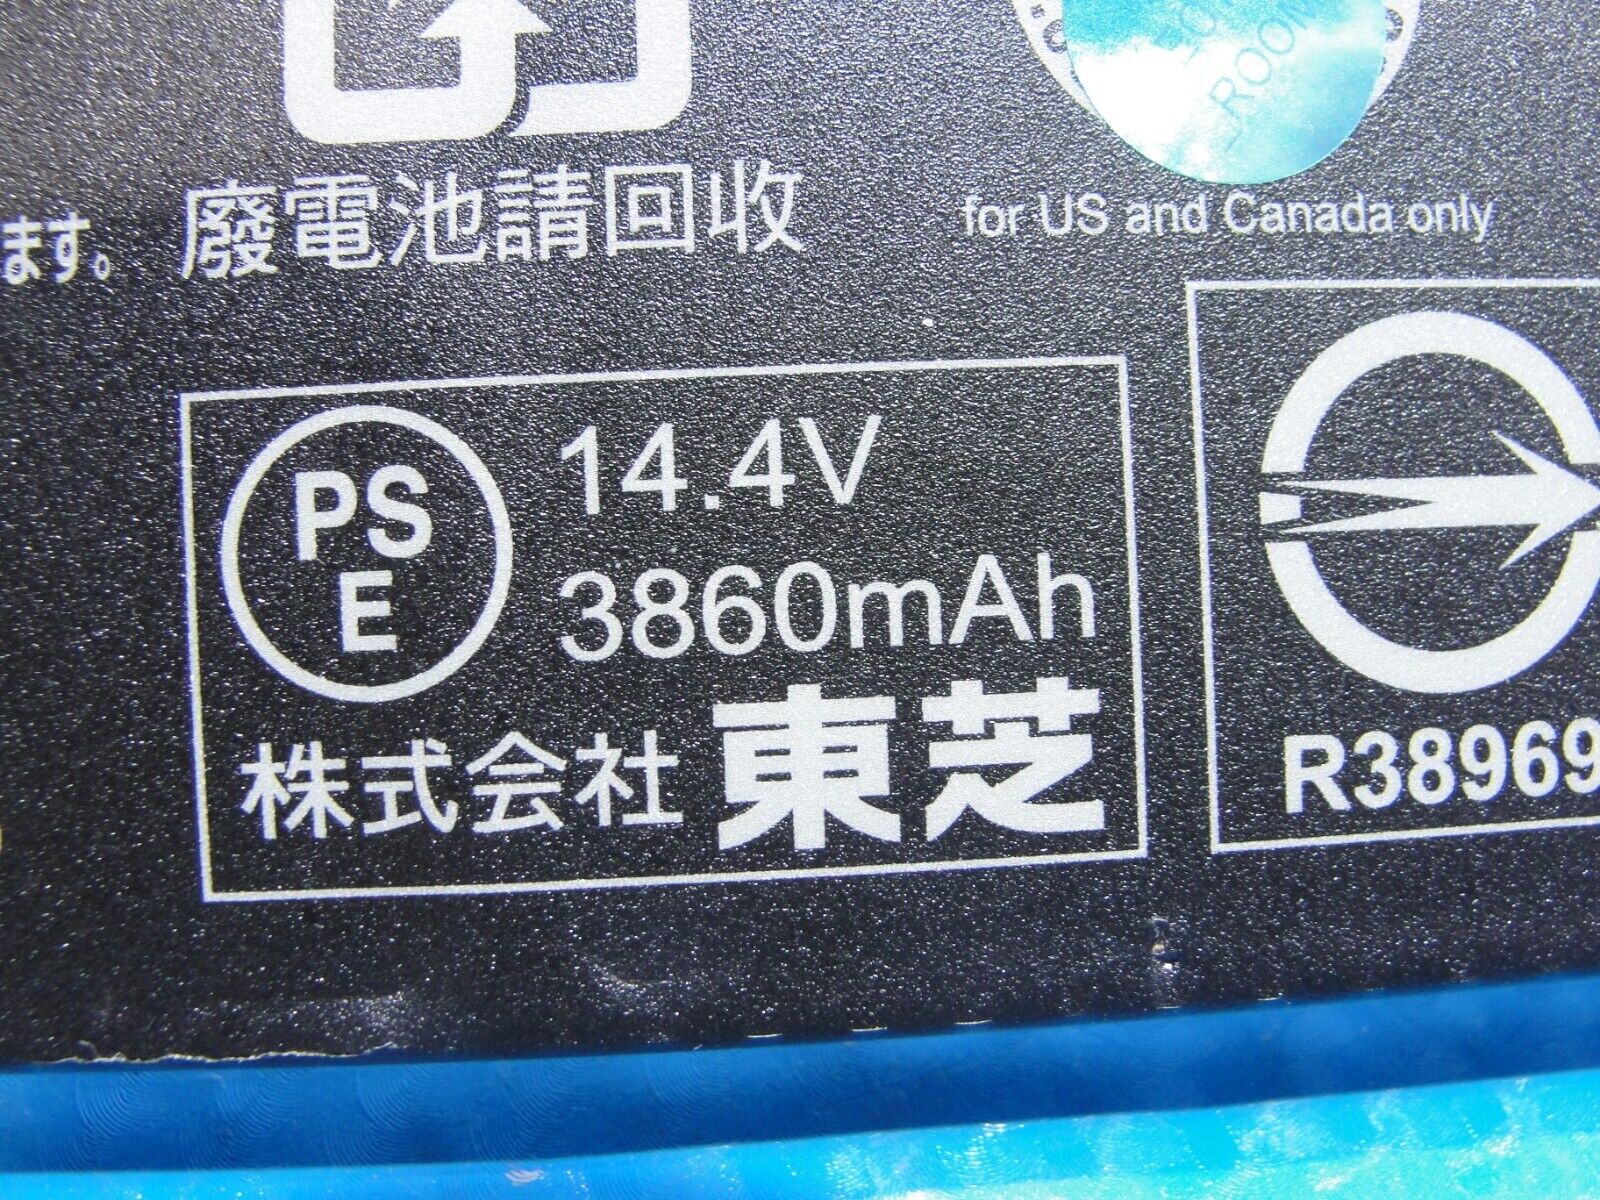 ROOM
ます。
廢電池請回收
for US and Canada only
PS
E
14.4V
3860mAh
株式会社 東芝
R38969